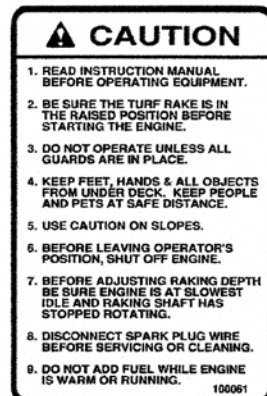 CAUTION
1. READ INSTRUCTION MANUAL
BEFORE OPERATING EQUIPMENT.
2. BE SURE THE TURF RAKE IS IN
THE RAISED POSITION BEFORE
STARTING THE ENGINE.
3. DO NOT OPERATE UNLESS ALL
GUARDS ARE IN PLACE.
4. KEEP FEET, HANDS & ALL OBJECTS
FROM UNDER DECK. KEEP PEOPLE
AND PETS AT SAFE DISTANCE.
5. USE CAUTION ON SLOPES.
6. BEFORE LEAVING OPERATOR'S
POSITION, SHUT OFF ENGINE.
7. BEFORE ADJUSTING RAKING DEPTH
BE SURE ENGINE IS AT SLOWEST
IDLE AND RAKING SHAFT HAS
STOPPED ROTATING.
8. DISCONNECT SPARK PLUG WIRE
BEFORE SERVICING OR CLEANING.
9. DO NOT ADD FUEL WHILE ENGINE
IS WARM OR RUNNING.
100061